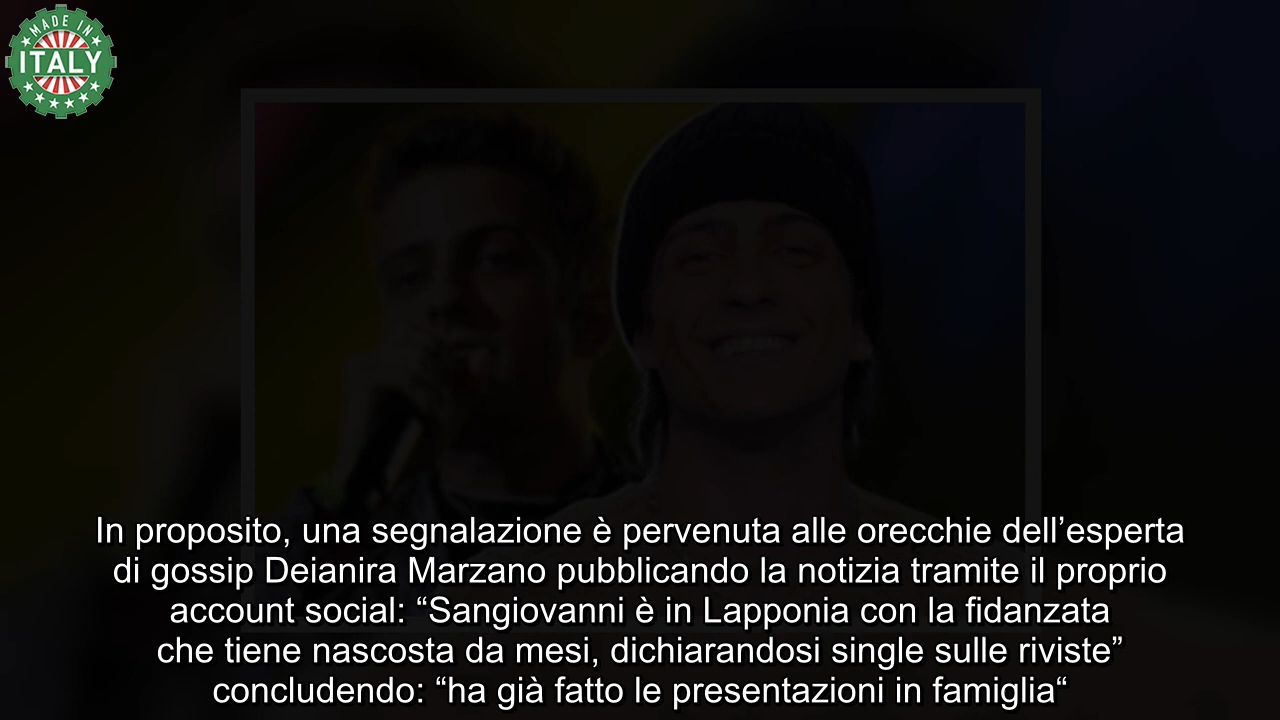 MADE IN
ITALY
In proposito, una segnalazione è pervenuta alle orecchie dell’esperta
di gossip Deianira Marzano pubblicando la notizia tramite il proprio
account social: “Sangiovanni è in Lapponia con la fidanzata
che tiene nascosta da mesi, dichiarandosi single sulle riviste”
concludendo: “ha già fatto le presentazioni in famiglia“